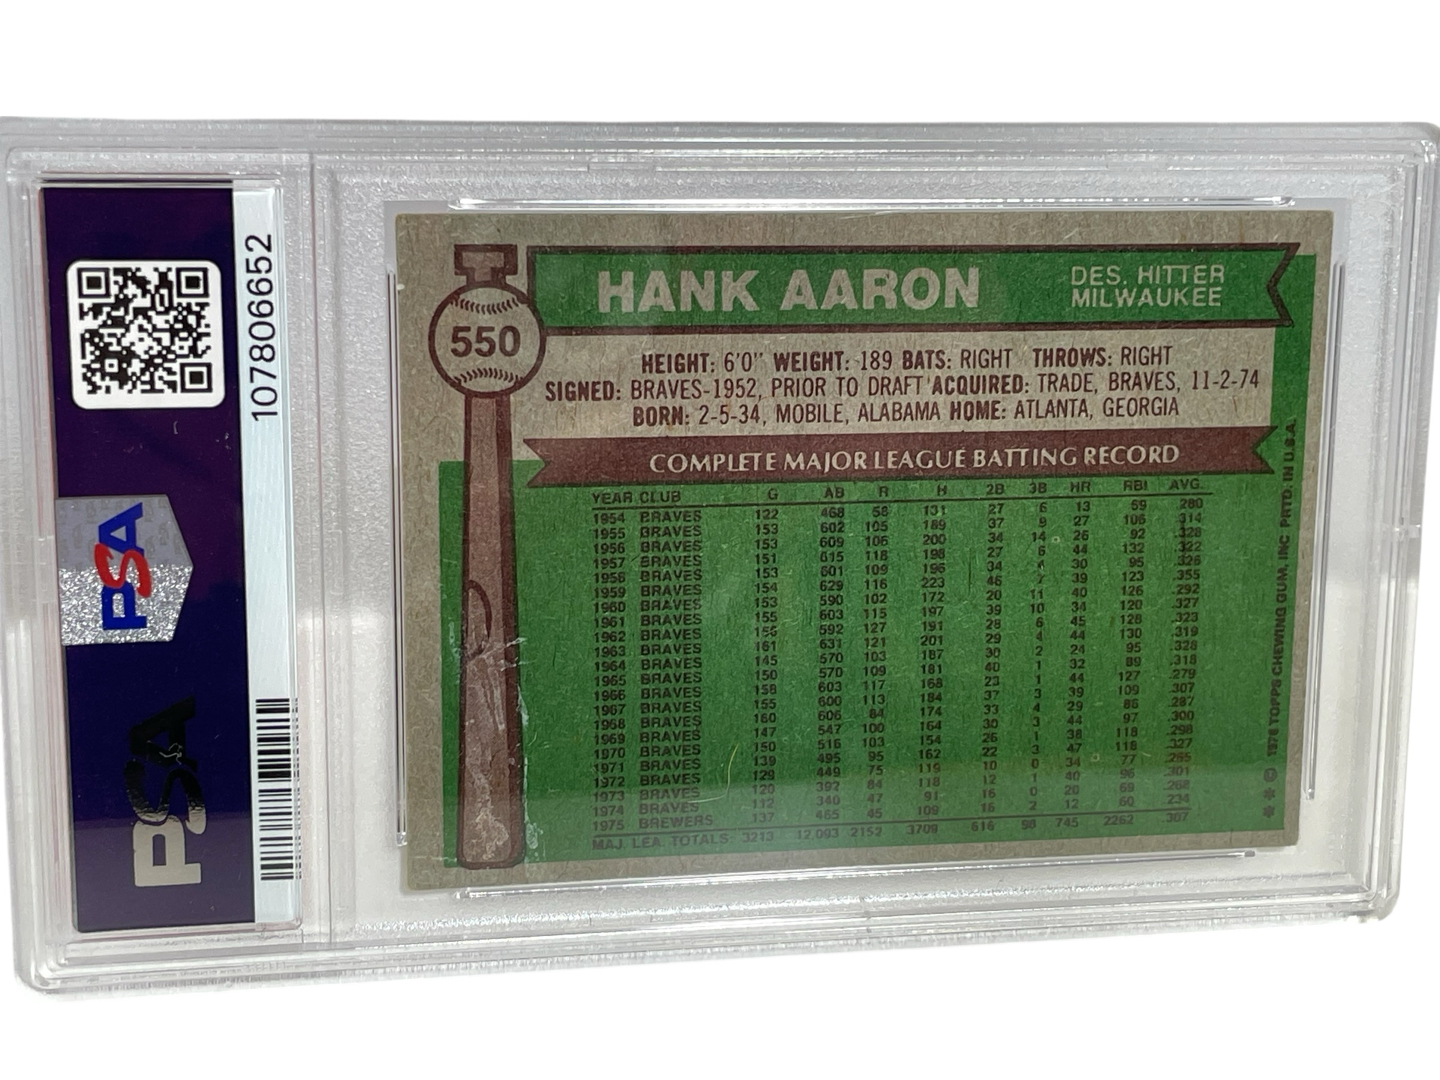 107806652
PSA
PSA
550
HANK AARON
DES. HITTER
MILWAUKEE
HEIGHT: 6'0" WEIGHT: 189 BATS: RIGHT THROWS: RIGHT
SIGNED: BRAVES-1952, PRIOR TO DRAFT ACQUIRED: TRADE, BRAVES, 11-2-74
BORN: 2-5-34, MOBILE, ALABAMA HOME: ATLANTA, GEORGIA
COMPLETE MAJOR LEAGUE BATTING RECORD
YEAR CLUB G AB R H 2B 3B HR RBI AVG.
1954 BRAVES 122 468 58 131 27 6 13 69 .280
1955 BRAVES 153 602 105 189 37 9 27 106 .314
1956 BRAVES 153 609 106 200 34 14 26 92 .328
1957 BRAVES 151 615 118 198 27 6 44 132 .322
1958 BRAVES 153 601 109 196 34 4 30 95 .326
1959 BRAVES 154 629 116 223 46 7 39 123 .355
1960 BRAVES 153 590 102 172 20 11 40 126 .292
1961 BRAVES 155 603 115 197 39 10 34 120 .327
1962 BRAVES 156 592 127 191 28 6 45 128 .323
1963 BRAVES 161 631 121 201 29 4 44 130 .319
1964 BRAVES 145 570 103 187 30 2 24 95 .328
1965 BRAVES 150 570 109 181 40 1 32 89 .318
1966 BRAVES 158 603 117 168 23 1 44 127 .279
1967 BRAVES 155 600 113 184 37 3 39 109 .307
1968 BRAVES 160 606 84 174 33 4 29 86 .287
1969 BRAVES 147 547 100 164 30 3 44 97 .300
1970 BRAVES 150 516 103 154 26 1 38 118 .298
1971 BRAVES 139 495 95 162 22 3 47 118 .327
1972 BRAVES 129 449 75 119 10 0 34 77 .265
1973 BRAVES 120 392 84 118 12 1 40 96 .301
1974 BRAVES 112 340 47 91 16 0 20 69 .268
1975 BREWERS 137 465 45 109 16 2 12 60 .234
MAJ. LEA. TOTALS 3213 12,093 2152 3709 616 98 745 2262 .307
* * 1976 TOPPS CHEWING GUM, INC PRTD. IN U.S.A.